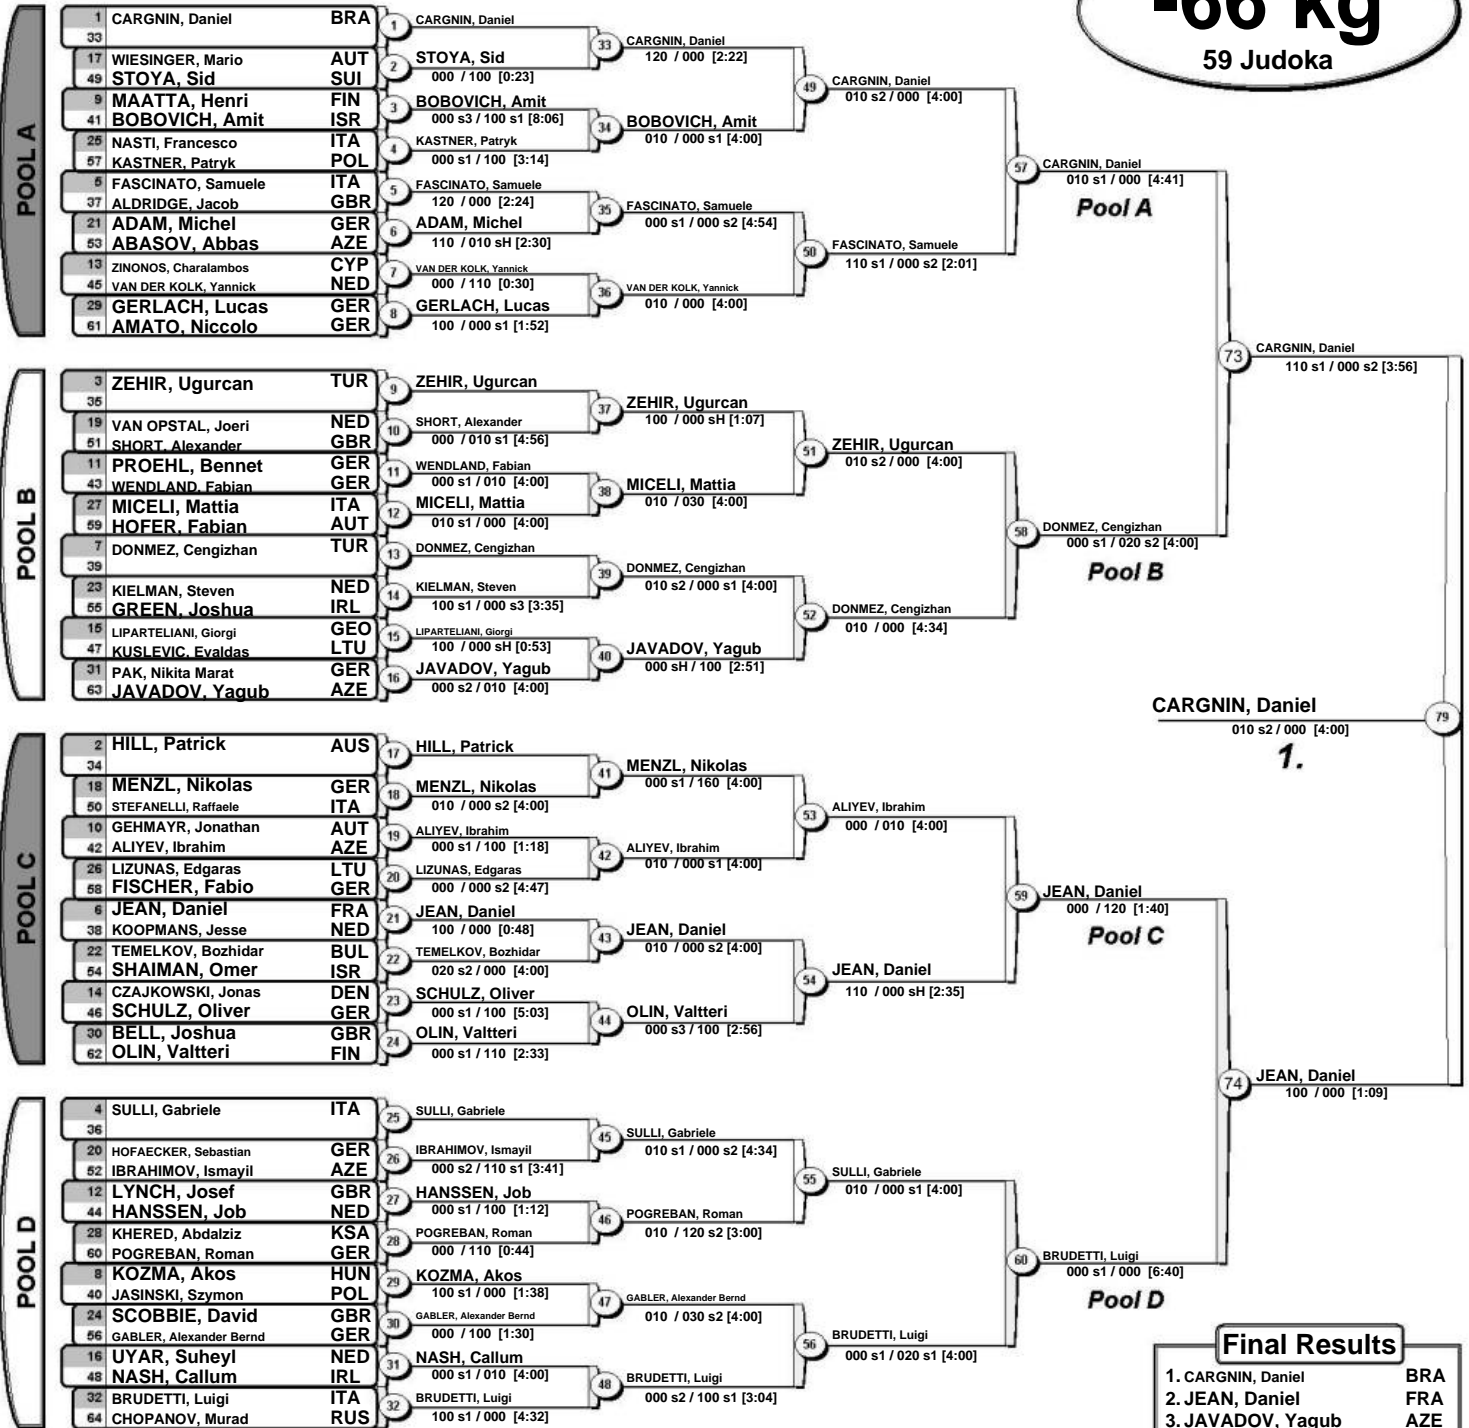 -66 kg
59 Judoka
POOL A
1 CARGNIN, Daniel BRA
33
17 WIESINGER, Mario AUT
49 STOYA, Sid SUI
9 MAATTA, Henri FIN
41 BOBOVICH, Amit ISR
25 NASTI, Francesco ITA
57 KASTNER, Patryk POL
5 FASCINATO, Samuele ITA
37 ALDRIDGE, Jacob GBR
21 ADAM, Michel GER
53 ABASOV, Abbas AZE
13 ZINONOS, Charalambos CYP
45 VAN DER KOLK, Yannick NED
29 GERLACH, Lucas GER
61 AMATO, Niccolo GER
1 CARGNIN, Daniel
2 STOYA, Sid
000 / 100 [0:23]
3 BOBOVICH, Amit
000 s3 / 100 s1 [8:06]
4 KASTNER, Patryk
000 s1 / 100 [3:14]
5 FASCINATO, Samuele
120 / 000 [2:24]
6 ADAM, Michel
110 / 010 sH [2:30]
7 VAN DER KOLK, Yannick
000 / 110 [0:30]
8 GERLACH, Lucas
100 / 000 s1 [1:52]
33 CARGNIN, Daniel
120 / 000 [2:22]
34 BOBOVICH, Amit
010 / 000 s1 [4:00]
35 FASCINATO, Samuele
000 s1 / 000 s2 [4:54]
36 VAN DER KOLK, Yannick
010 / 000 [4:00]
49 CARGNIN, Daniel
010 s2 / 000 [4:00]
50 FASCINATO, Samuele
110 s1 / 000 s2 [2:01]
57 CARGNIN, Daniel
010 s1 / 000 [4:41]
Pool A
POOL B
3 ZEHIR, Ugurcan TUR
35
19 VAN OPSTAL, Joeri NED
51 SHORT, Alexander GBR
11 PROEHL, Bennet GER
43 WENDLAND, Fabian GER
27 MICELI, Mattia ITA
59 HOFER, Fabian AUT
7 DONMEZ, Cengizhan TUR
39
23 KIELMAN, Steven NED
55 GREEN, Joshua IRL
15 LIPARTELIANI, Giorgi GEO
47 KUSLEVIC, Evaldas LTU
31 PAK, Nikita Marat GER
63 JAVADOV, Yagub AZE
9 ZEHIR, Ugurcan
10 SHORT, Alexander
000 / 010 s1 [4:56]
11 WENDLAND, Fabian
000 s1 / 010 [4:00]
12 MICELI, Mattia
010 s1 / 000 [4:00]
13 DONMEZ, Cengizhan
14 KIELMAN, Steven
100 s1 / 000 s3 [3:35]
15 LIPARTELIANI, Giorgi
100 / 000 sH [0:53]
16 JAVADOV, Yagub
000 s2 / 010 [4:00]
37 ZEHIR, Ugurcan
100 / 000 sH [1:07]
38 MICELI, Mattia
010 / 030 [4:00]
39 DONMEZ, Cengizhan
010 s2 / 000 s1 [4:00]
40 JAVADOV, Yagub
000 sH / 100 [2:51]
51 ZEHIR, Ugurcan
010 s2 / 000 [4:00]
52 DONMEZ, Cengizhan
010 / 000 [4:34]
58 DONMEZ, Cengizhan
000 s1 / 020 s2 [4:00]
Pool B
73 CARGNIN, Daniel
110 s1 / 000 s2 [3:56]
CARGNIN, Daniel 79
010 s2 / 000 [4:00]
1.
POOL C
2 HILL, Patrick AUS
34
18 MENZL, Nikolas GER
50 STEFANELLI, Raffaele ITA
10 GEHMAYR, Jonathan AUT
42 ALIYEV, Ibrahim AZE
26 LIZUNAS, Edgaras LTU
58 FISCHER, Fabio GER
6 JEAN, Daniel FRA
38 KOOPMANS, Jesse NED
22 TEMELKOV, Bozhidar BUL
54 SHAIMAN, Omer ISR
14 CZAJKOWSKI, Jonas DEN
46 SCHULZ, Oliver GER
30 BELL, Joshua GBR
62 OLIN, Valtteri FIN
17 HILL, Patrick
18 MENZL, Nikolas
010 / 000 s2 [4:00]
19 ALIYEV, Ibrahim
000 s1 / 100 [1:18]
20 LIZUNAS, Edgaras
000 / 000 s2 [4:47]
21 JEAN, Daniel
100 / 000 [0:48]
22 TEMELKOV, Bozhidar
020 s2 / 000 [4:00]
23 SCHULZ, Oliver
000 s1 / 100 [5:03]
24 OLIN, Valtteri
000 s1 / 110 [2:33]
41 MENZL, Nikolas
000 s1 / 160 [4:00]
42 ALIYEV, Ibrahim
010 / 000 s1 [4:00]
43 JEAN, Daniel
010 / 000 s2 [4:00]
44 OLIN, Valtteri
000 s3 / 100 [2:56]
53 ALIYEV, Ibrahim
000 / 010 [4:00]
54 JEAN, Daniel
110 / 000 sH [2:35]
59 JEAN, Daniel
000 / 120 [1:40]
Pool C
74 JEAN, Daniel
100 / 000 [1:09]
POOL D
4 SULLI, Gabriele ITA
36
20 HOFAECKER, Sebastian GER
52 IBRAHIMOV, Ismayil AZE
12 LYNCH, Josef GBR
44 HANSSEN, Job NED
28 KHERED, Abdalziz KSA
60 POGREBAN, Roman GER
8 KOZMA, Akos HUN
40 JASINSKI, Szymon POL
24 SCOBBIE, David GBR
56 GABLER, Alexander Bernd GER
16 UYAR, Suheyl NED
48 NASH, Callum IRL
32 BRUDETTI, Luigi ITA
64 CHOPANOV, Murad RUS
25 SULLI, Gabriele
26 IBRAHIMOV, Ismayil
000 s2 / 110 s1 [3:41]
27 HANSSEN, Job
000 s1 / 100 [1:12]
28 POGREBAN, Roman
000 / 110 [0:44]
29 KOZMA, Akos
100 s1 / 000 [1:38]
30 GABLER, Alexander Bernd
000 / 100 [1:30]
31 NASH, Callum
000 s1 / 010 [4:00]
32 BRUDETTI, Luigi
100 s1 / 000 [4:32]
45 SULLI, Gabriele
010 s1 / 000 s2 [4:34]
46 POGREBAN, Roman
010 / 120 s2 [3:00]
47 GABLER, Alexander Bernd
010 / 030 s2 [4:00]
48 BRUDETTI, Luigi
000 s2 / 100 s1 [3:04]
55 SULLI, Gabriele
010 / 000 s1 [4:00]
56 BRUDETTI, Luigi
000 s1 / 020 s1 [4:00]
60 BRUDETTI, Luigi
000 s1 / 000 [6:40]
Pool D
Final Results
1. CARGNIN, Daniel BRA
2. JEAN, Daniel FRA
3. JAVADOV, Yagub AZE